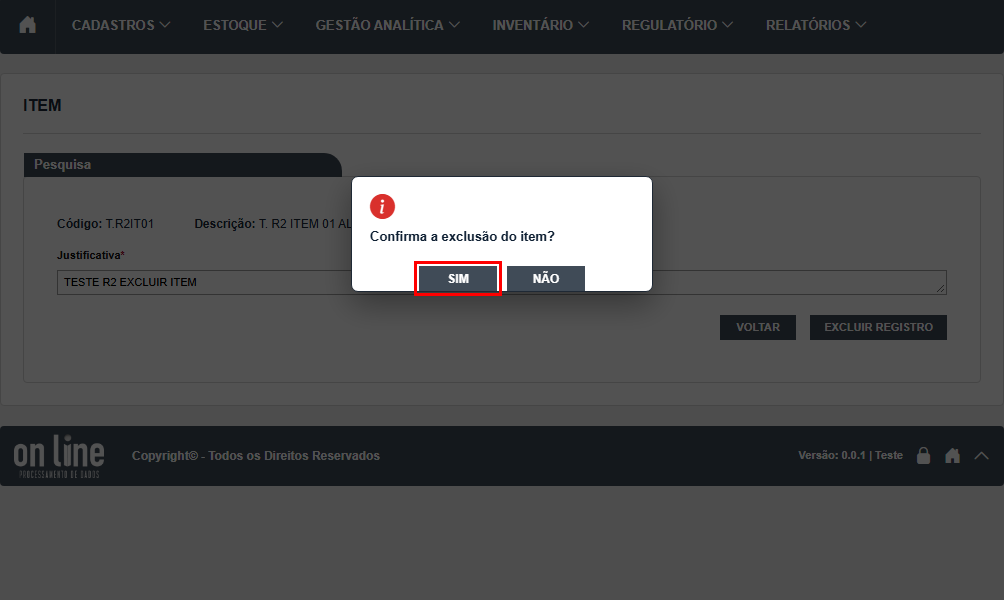 CADASTROS ESTOQUE GESTÃO ANALÍTICA INVENTÁRIO REGULATÓRIO RELATÓRIOS
ITEM
Pesquisa
Código: T.R2IT01 Descrição: T. R2 ITEM 01 AL
Justificativa*
TESTE R2 EXCLUIR ITEM
i
Confirma a exclusão do item?
SIM NÃO
VOLTAR EXCLUIR REGISTRO
on line
PROCESSAMENTO DE DADOS
Copyright© - Todos os Direitos Reservados
Versão: 0.0.1 | Teste